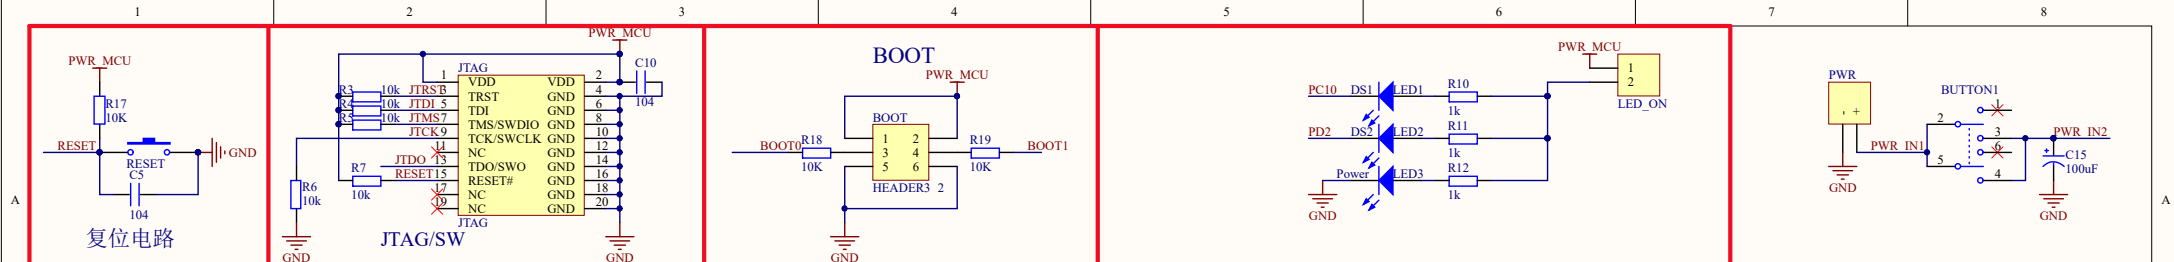 1
2
3
4
5
6
7
8
A
PWR_MCU
R17
10K
RESET
RESET
C5
104
GND
复位电路
PWR_MCU
JTAG
C10
104
R3 10k JTRST 3
R4 10k JTDI 5
R5 10k JTMS 7
JTCK 9
11
JTDO 13
RESET 15
17
19
1 VDD VDD 2
TRST GND 4
TDI GND 6
TMS/SWDIO GND 8
TCK/SWCLK GND 10
NC GND 12
TDO/SWO GND 14
RESET# GND 16
NC GND 18
NC GND 20
JTAG
R7
10k
R6
10k
JTAG/SW
GND
GND
BOOT
PWR_MCU
BOOT
1 2
3 4
5 6
HEADER3 2
BOOT0 R18
10K
R19 BOOT1
10K
GND
PWR_MCU
1
2
LED_ON
PC10 DS1 LED1 R10
1k
PD2 DS2 LED2 R11
1k
Power LED3 R12
1k
GND
PWR
- +
GND
PWR_IN1
BUTTON1
1
2
3
6
5
4
PWR_IN2
+
C15
100uF
GND
A